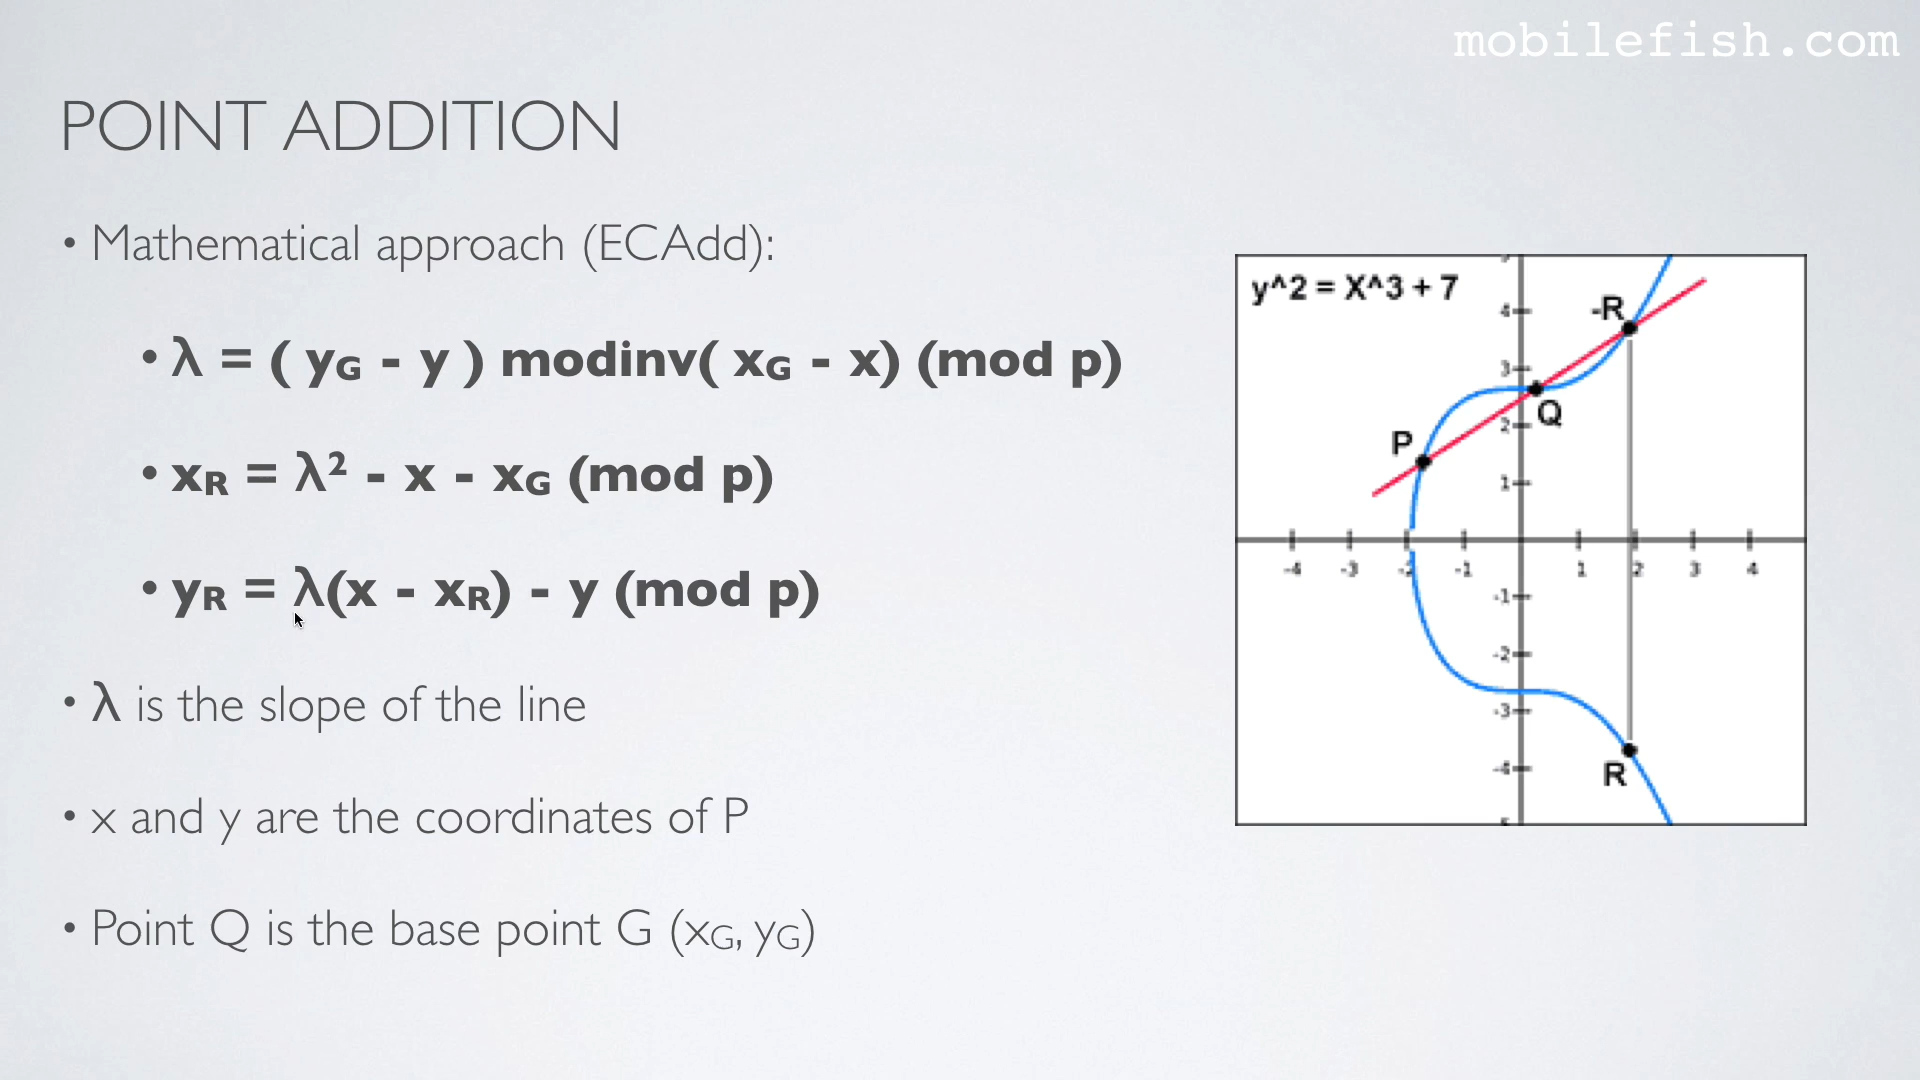 mobilefish.com
POINT ADDITION
• Mathematical approach (ECAdd):
• λ = ( yG - y ) modinv( xG - x) (mod p)
• xR = λ² - x - xG (mod p)
• yR = λ(x - xR) - y (mod p)
• λ is the slope of the line
• x and y are the coordinates of P
• Point Q is the base point G (xG, yG)
y^2 = X^3 + 7
4
-R
3
Q
2
P
1
-4 -3 -2 -1 1 2 3 4
-1
-2
-3
-4
R